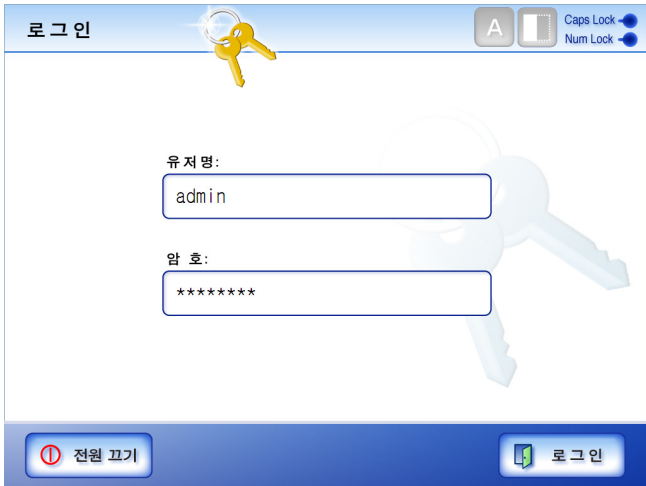 로그인
A
Caps Lock
Num Lock
유저명:
admin
암 호:
********
전원 끄기
로그인